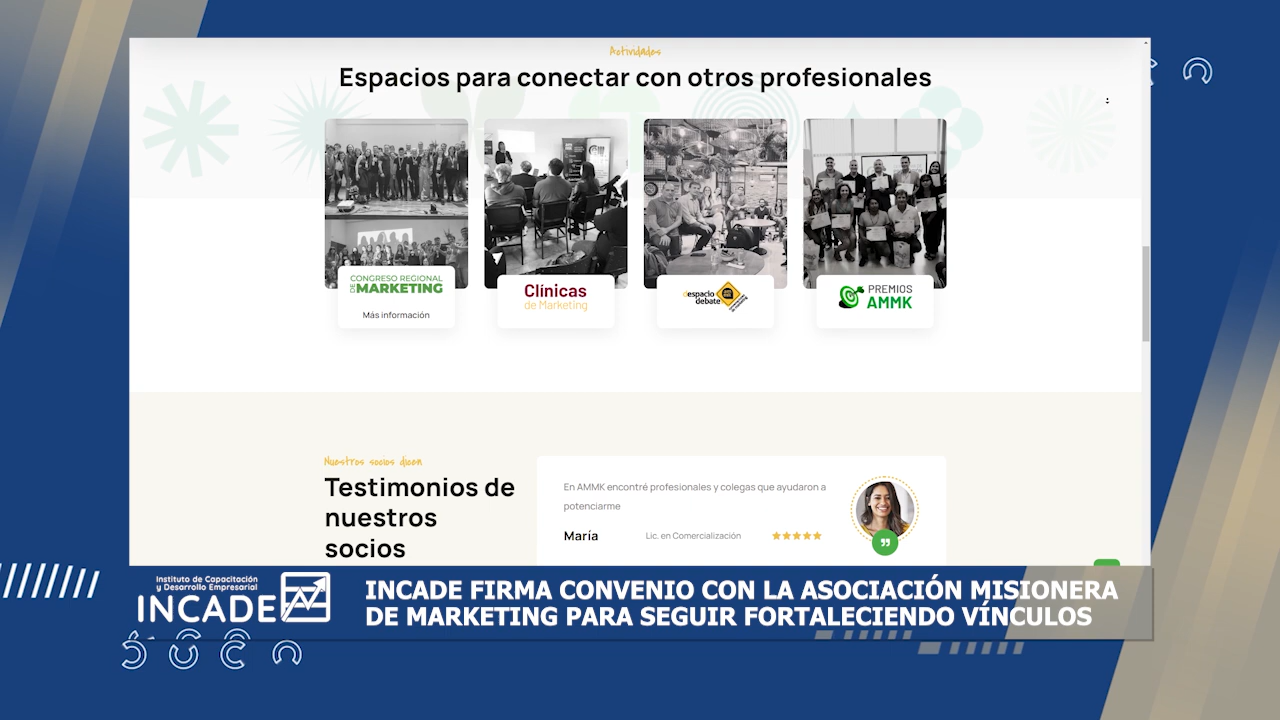 Actividades
Espacios para conectar con otros profesionales
CONGRESO REGIONAL
DE MARKETING
Más información
Clínicas
de Marketing
espacio
debate
PREMIOS
AMMK
Nuestros socios dicen
Testimonios de
nuestros
socios
En AMMK encontré profesionales y colegas que ayudaron a
potenciarme
María
Lic. en Comercialización
Instituto de Capacitación
y Desarrollo Empresarial
INCADE
INCADE FIRMA CONVENIO CON LA ASOCIACIÓN MISIONERA
DE MARKETING PARA SEGUIR FORTALECIENDO VÍNCULOS